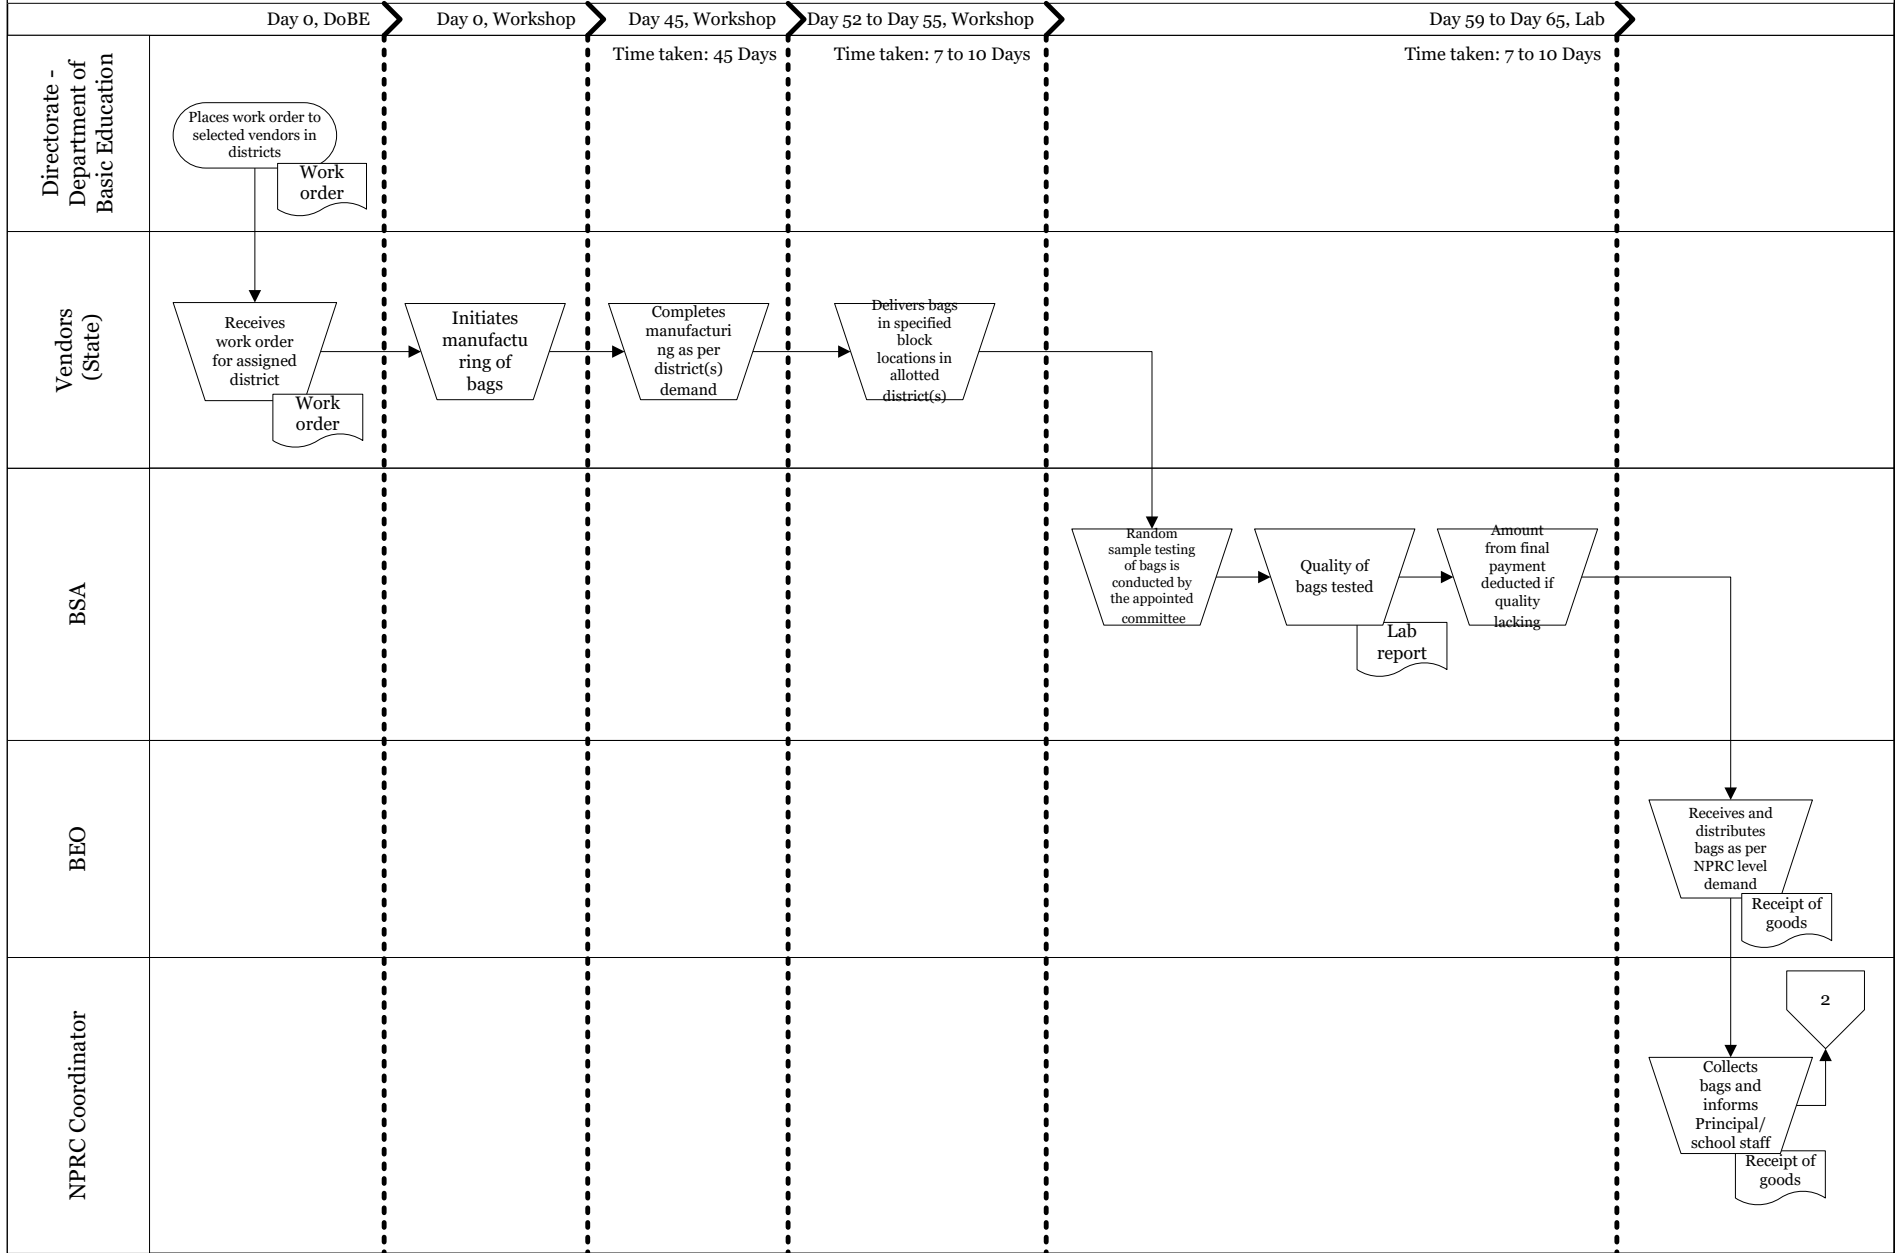 Day 0, DoBE
Day 0, Workshop
Day 45, Workshop
Day 52 to Day 55, Workshop
Day 59 to Day 65, Lab
Time taken: 45 Days
Time taken: 7 to 10 Days
Time taken: 7 to 10 Days
Directorate -
Department of
Basic Education
Places work order to
selected vendors in
districts
Work
order
Vendors
(State)
Receives
work order
for assigned
district
Work
order
Initiates
manufactu
ring of
bags
Completes
manufacturi
ng as per
district(s)
demand
Delivers bags
in specified
block
locations in
allotted
district(s)
BSA
Random
sample testing
of bags is
conducted by
the appointed
committee
Quality of
bags tested
Lab
report
Amount
from final
payment
deducted if
quality
lacking
BEO
Receives and
distributes
bags as per
NPRC level
demand
Receipt of
goods
NPRC Coordinator
2
Collects
bags and
informs
Principal/
school staff
Receipt of
goods